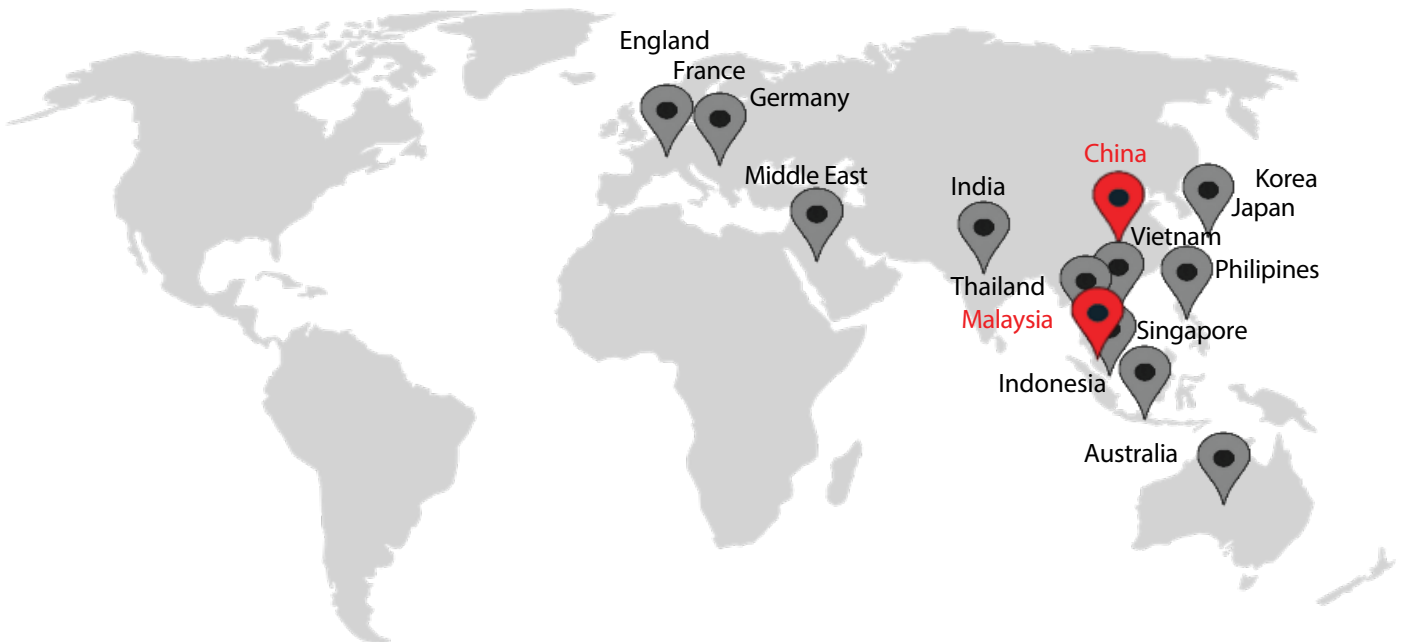 England
France
Germany
Middle East
China
India
Korea
Japan
Vietnam
Philipines
Thailand
Malaysia
Singapore
Indonesia
Australia